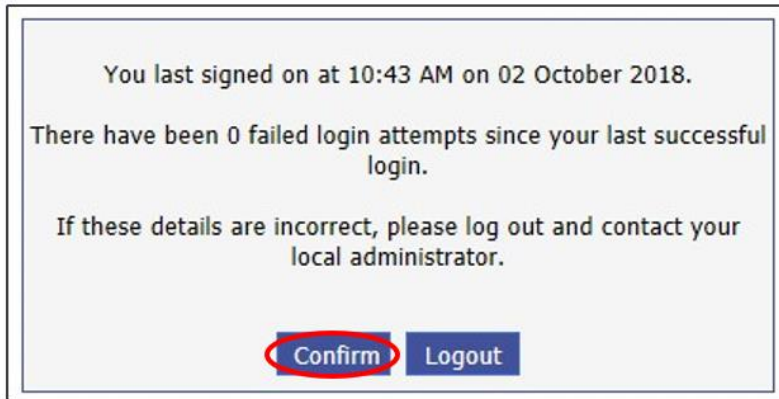 You last signed on at 10:43 AM on 02 October 2018.
There have been 0 failed login attempts since your last successful
login.
If these details are incorrect, please log out and contact your
local administrator.
Confirm Logout